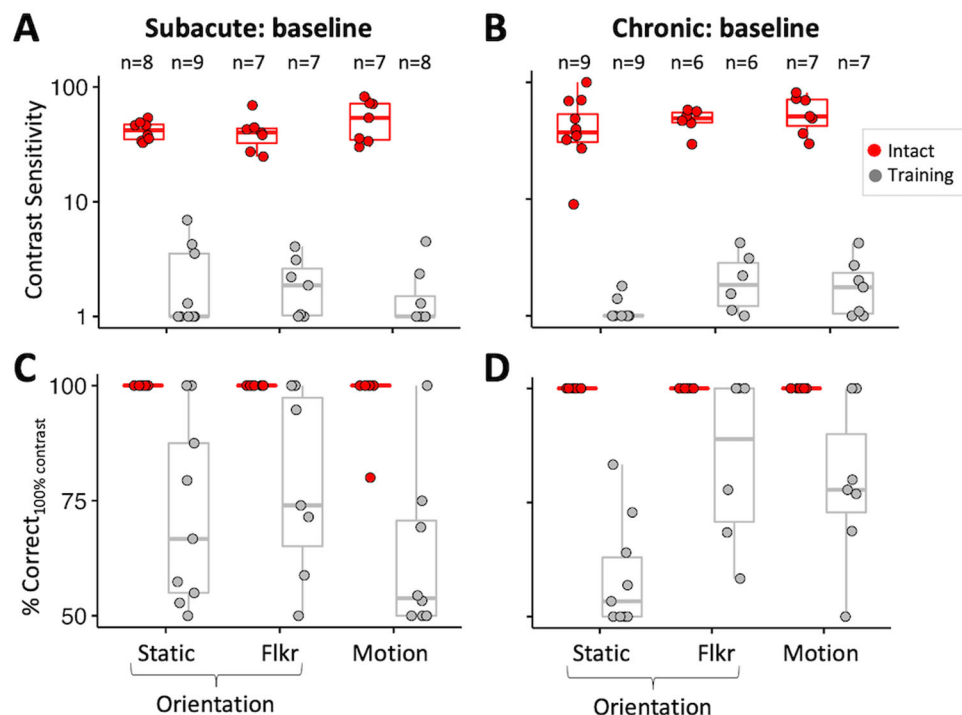 A Subacute: baseline
B Chronic: baseline
n=8 n=9 n=7 n=7 n=7 n=8
n=9 n=9 n=6 n=6 n=7 n=7
Contrast Sensitivity
100
10
1
Intact
Training
C
D
% Correct100% contrast
100
75
50
Static Flkr Motion
Orientation
Static Flkr Motion
Orientation